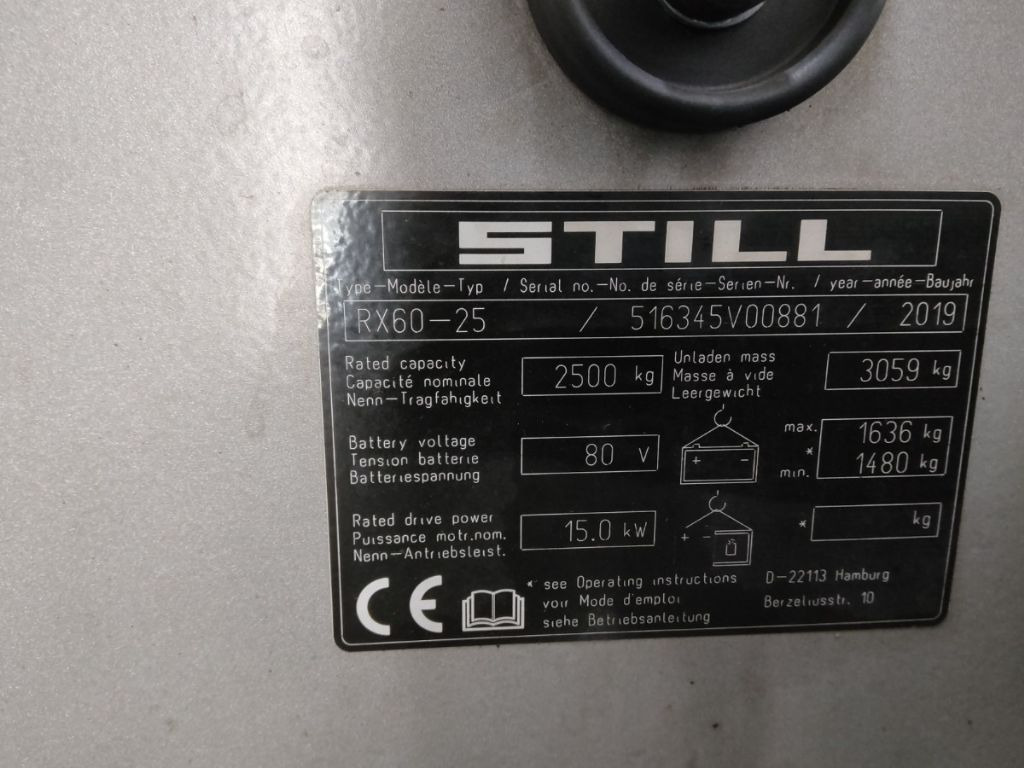 STILL
Type-Modèle-Typ / Serial no.-No. de série-Serien-Nr. / year-année-Baujahr
RX60-25 / 516345V00881 / 2019
Rated capacity
Capacité nominale
Nenn-Tragfahigkeit
2500 kg
Unladen mass
Masse à vide
Leergewicht
3059 kg
Battery voltage
Tension batterie
Batteriespannung
80 V
+ -
max. 1636 kg
*
min. 1480 kg
Rated drive power
Puissance motr.nom.
Nenn-Antriebsleist.
15.0 kW
+ -
* kg
CE
* see Operating instructions
voir Mode d'emploi
siehe Betriebsanleitung
D-22113 Hamburg
Berzeliusstr. 10